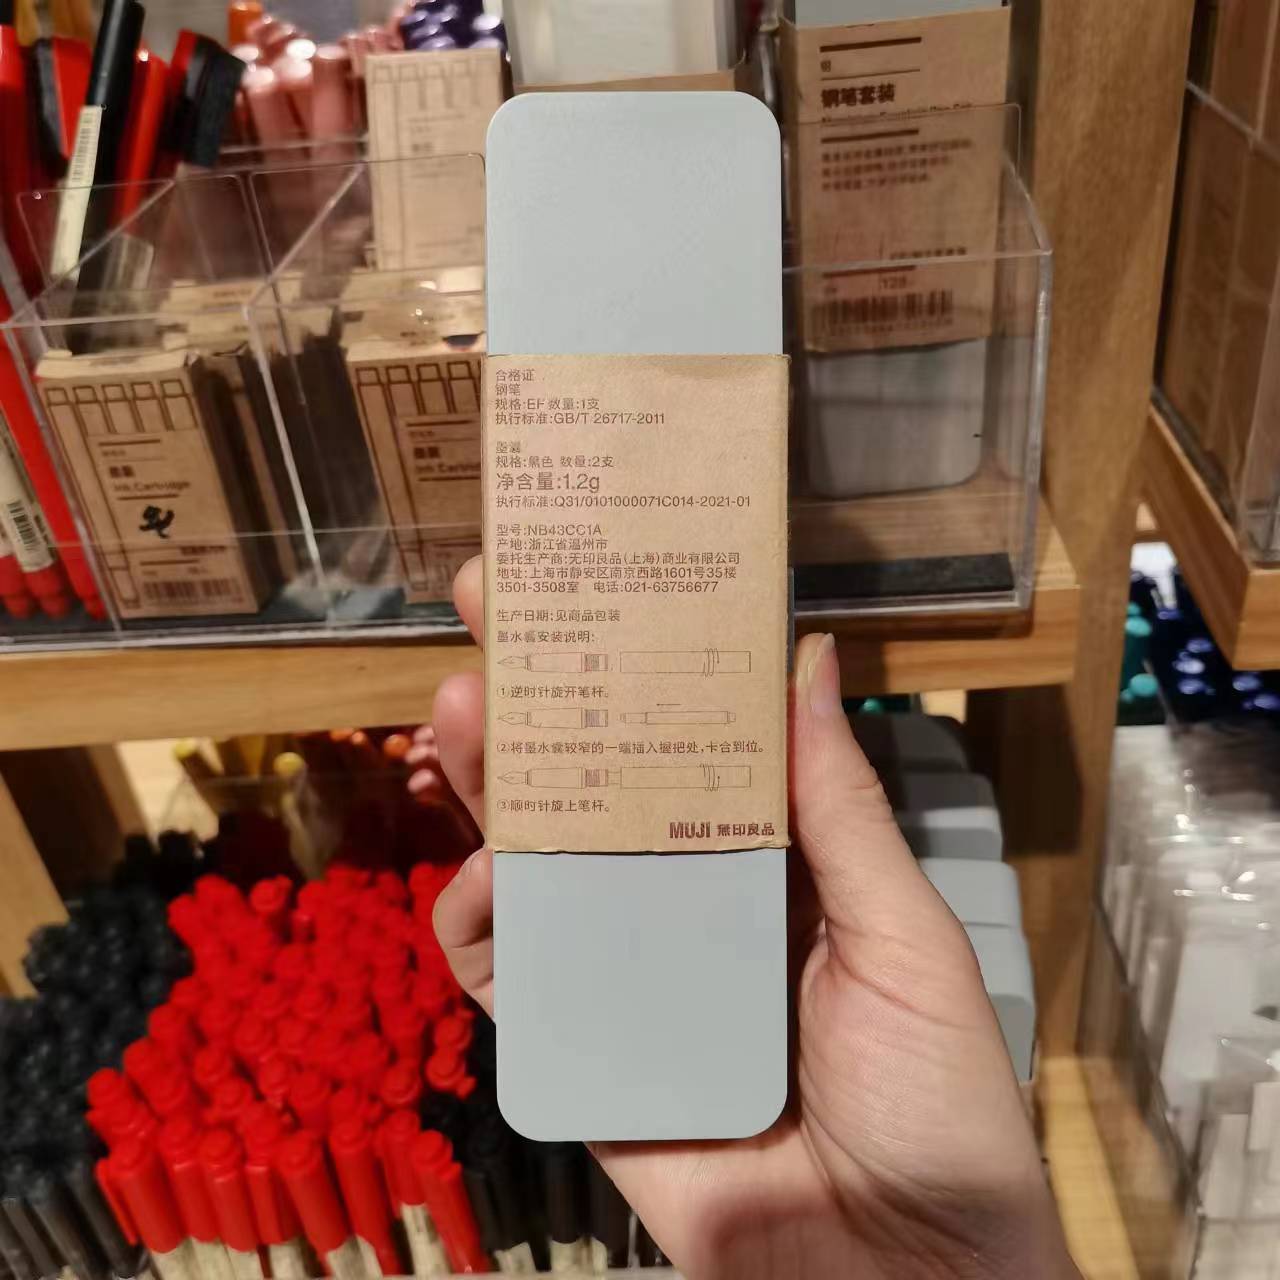 钢笔套装
合格证
钢笔
规格:EF 数量:1支
执行标准:GB/T 26717-2011
墨囊
规格:黑色 数量:2支
净含量:1.2g
执行标准:Q31/0101000071C014-2021-01
型号:NB43CC1A
产地:浙江省温州市
委托生产商:无印良品(上海)商业有限公司
地址:上海市静安区南京西路1601号35楼
3501-3508室 电话:021-63756677
生产日期:见商品包装
墨水囊安装说明:
①逆时针旋开笔杆。
②将墨水囊较窄的一端插入握把处,卡合到位。
③顺时针旋上笔杆。
MUJI 無印良品
墨囊
Ink Cartridge
墨囊
Ink Cartrid